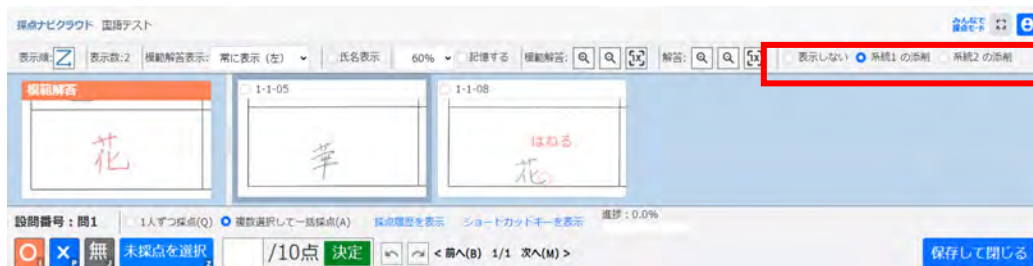 採点ナビクラウド 国語テスト みんなで採点モード
表示順: 表示数:2 模範解答表示: 常に表示 (左) 氏名表示 60% 記憶する 模範解答: 1x 解答: 1x 表示しない 系統1 の添削 系統2 の添削
模範解答 1-1-05 1-1-08
はねる
花 華 花
設問番号:問1 1人ずつ採点(Q) 複数選択して一括採点(A) 採点履歴を表示 ショートカットキーを表示 進捗:0.0%
O × P 無 未採点を選択 Z /10点 決定 < 前へ(B) 1/1 次へ(M) > 保存して閉じる